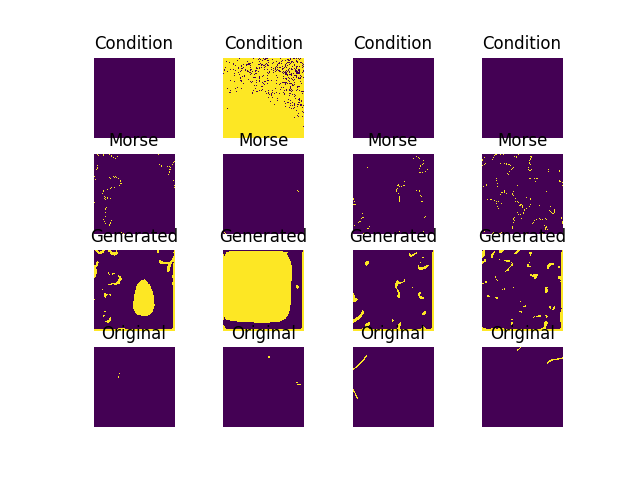 Condition Condition Condition Condition
Morse Morse Morse Morse
Generated Generated Generated Generated
Original Original Original Original